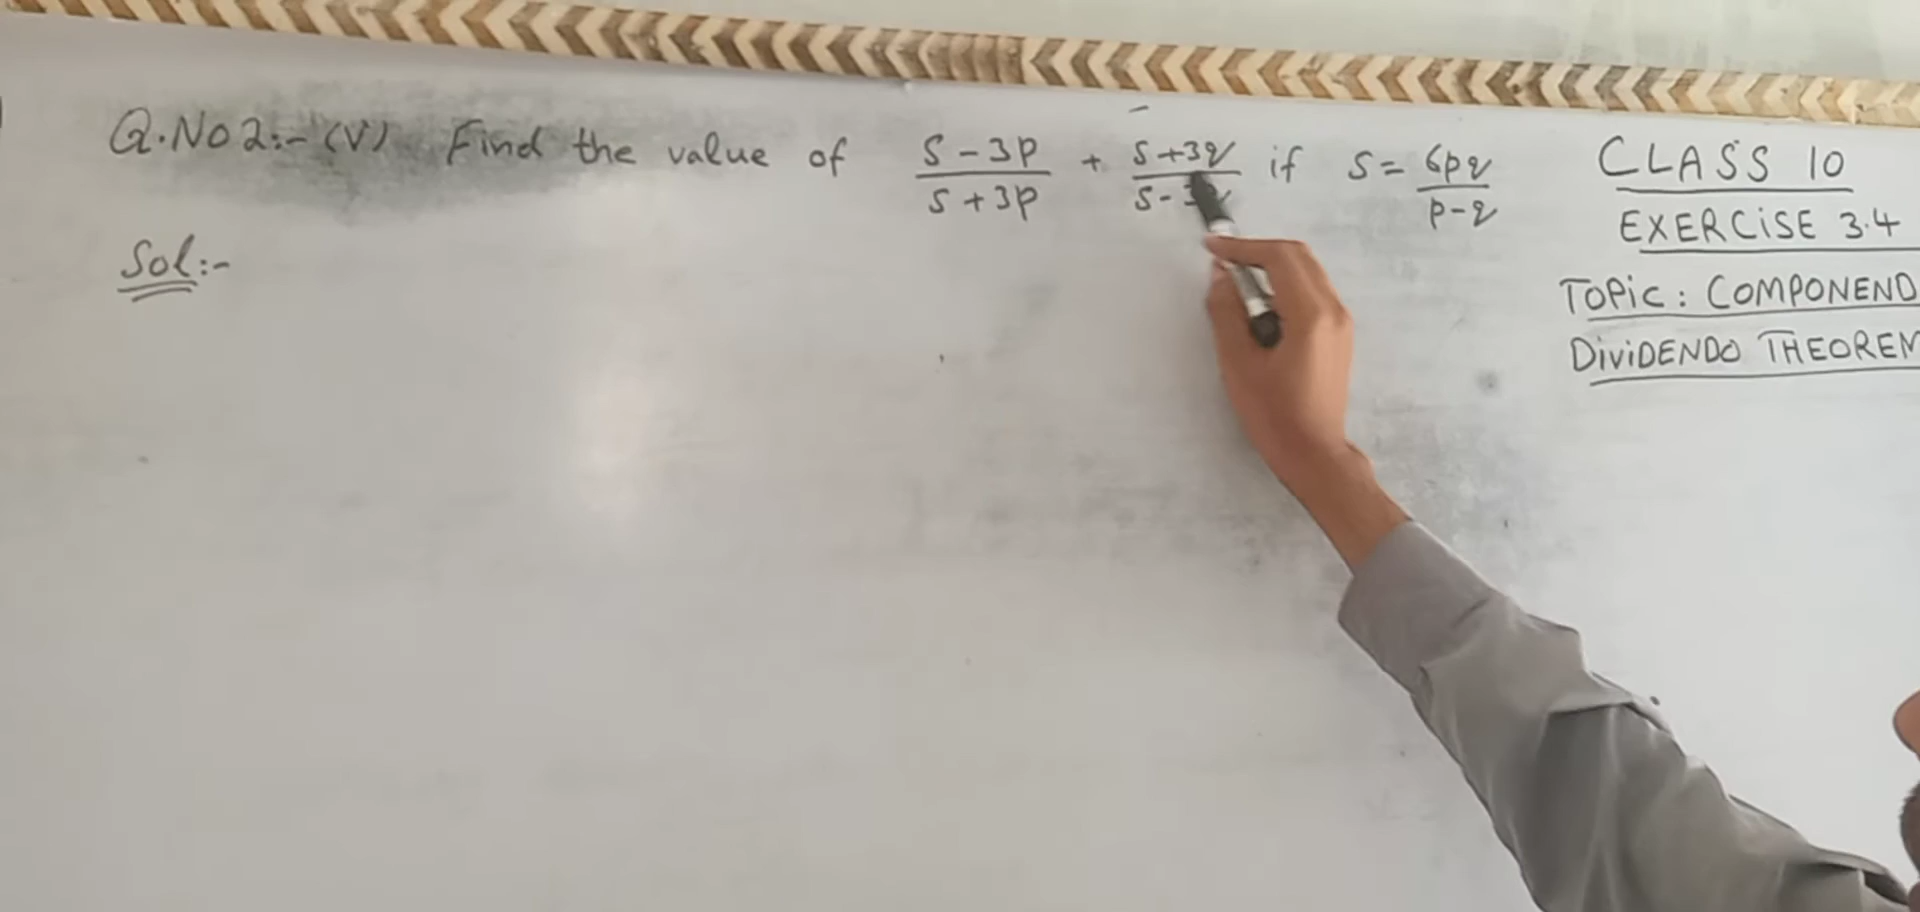 Q.No2:- (V) Find the value of (s-3p)/(s+3p) + (s+3q)/(s-3q) if s = 6pq/(p-q)
Sol:-
CLASS 10
EXERCISE 3.4
TOPIC: COMPONEND
DIVIDENDO THEOREM